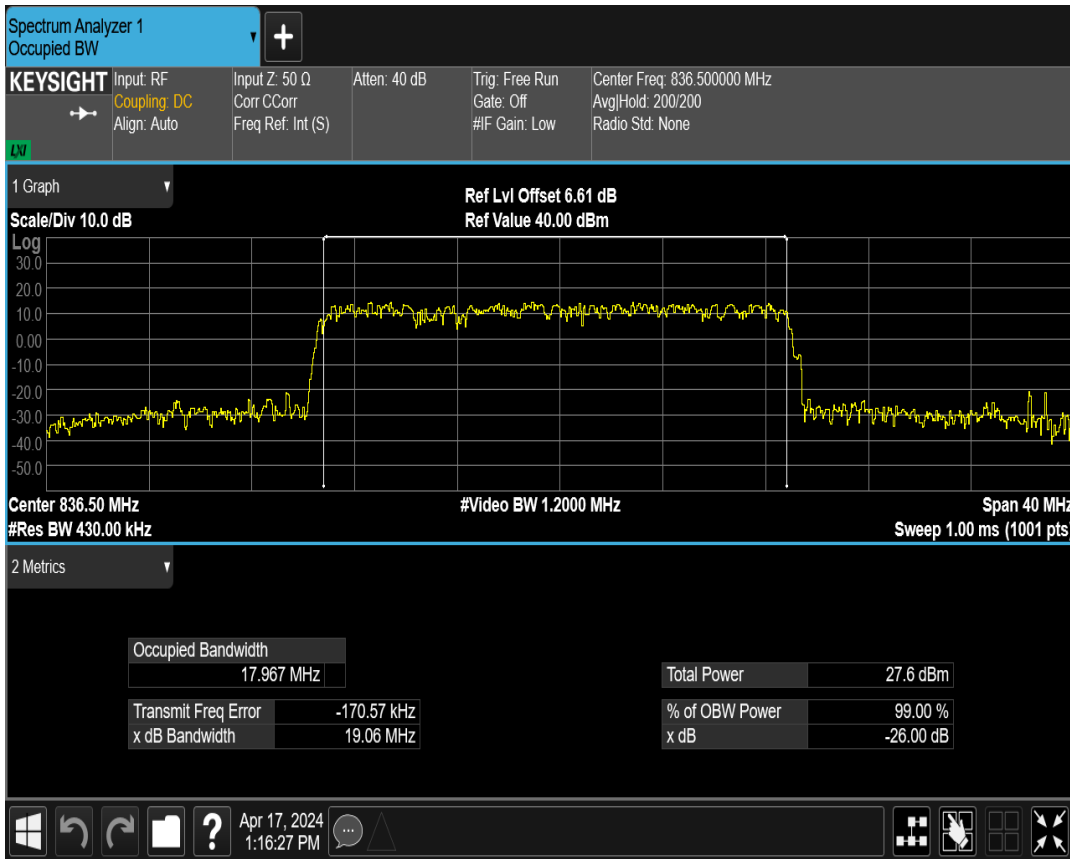 Spectrum Analyzer 1
Occupied BW
+
KEYSIGHT
LXI
Input: RF
Coupling: DC
Align: Auto
Input Z: 50 Ω
Corr CCorr
Freq Ref: Int (S)
Atten: 40 dB
Trig: Free Run
Gate: Off
#IF Gain: Low
Center Freq: 836.500000 MHz
Avg|Hold: 200/200
Radio Std: None
1 Graph
Scale/Div 10.0 dB
Ref Lvl Offset 6.61 dB
Ref Value 40.00 dBm
Log
30.0
20.0
10.0
0.00
-10.0
-20.0
-30.0
-40.0
-50.0
Center 836.50 MHz
#Video BW 1.2000 MHz
Span 40 MHz
#Res BW 430.00 kHz
Sweep 1.00 ms (1001 pts)
2 Metrics
Occupied Bandwidth
17.967 MHz
Total Power 27.6 dBm
Transmit Freq Error -170.57 kHz
% of OBW Power 99.00 %
x dB Bandwidth 19.06 MHz
x dB -26.00 dB
?
Apr 17, 2024
1:16:27 PM